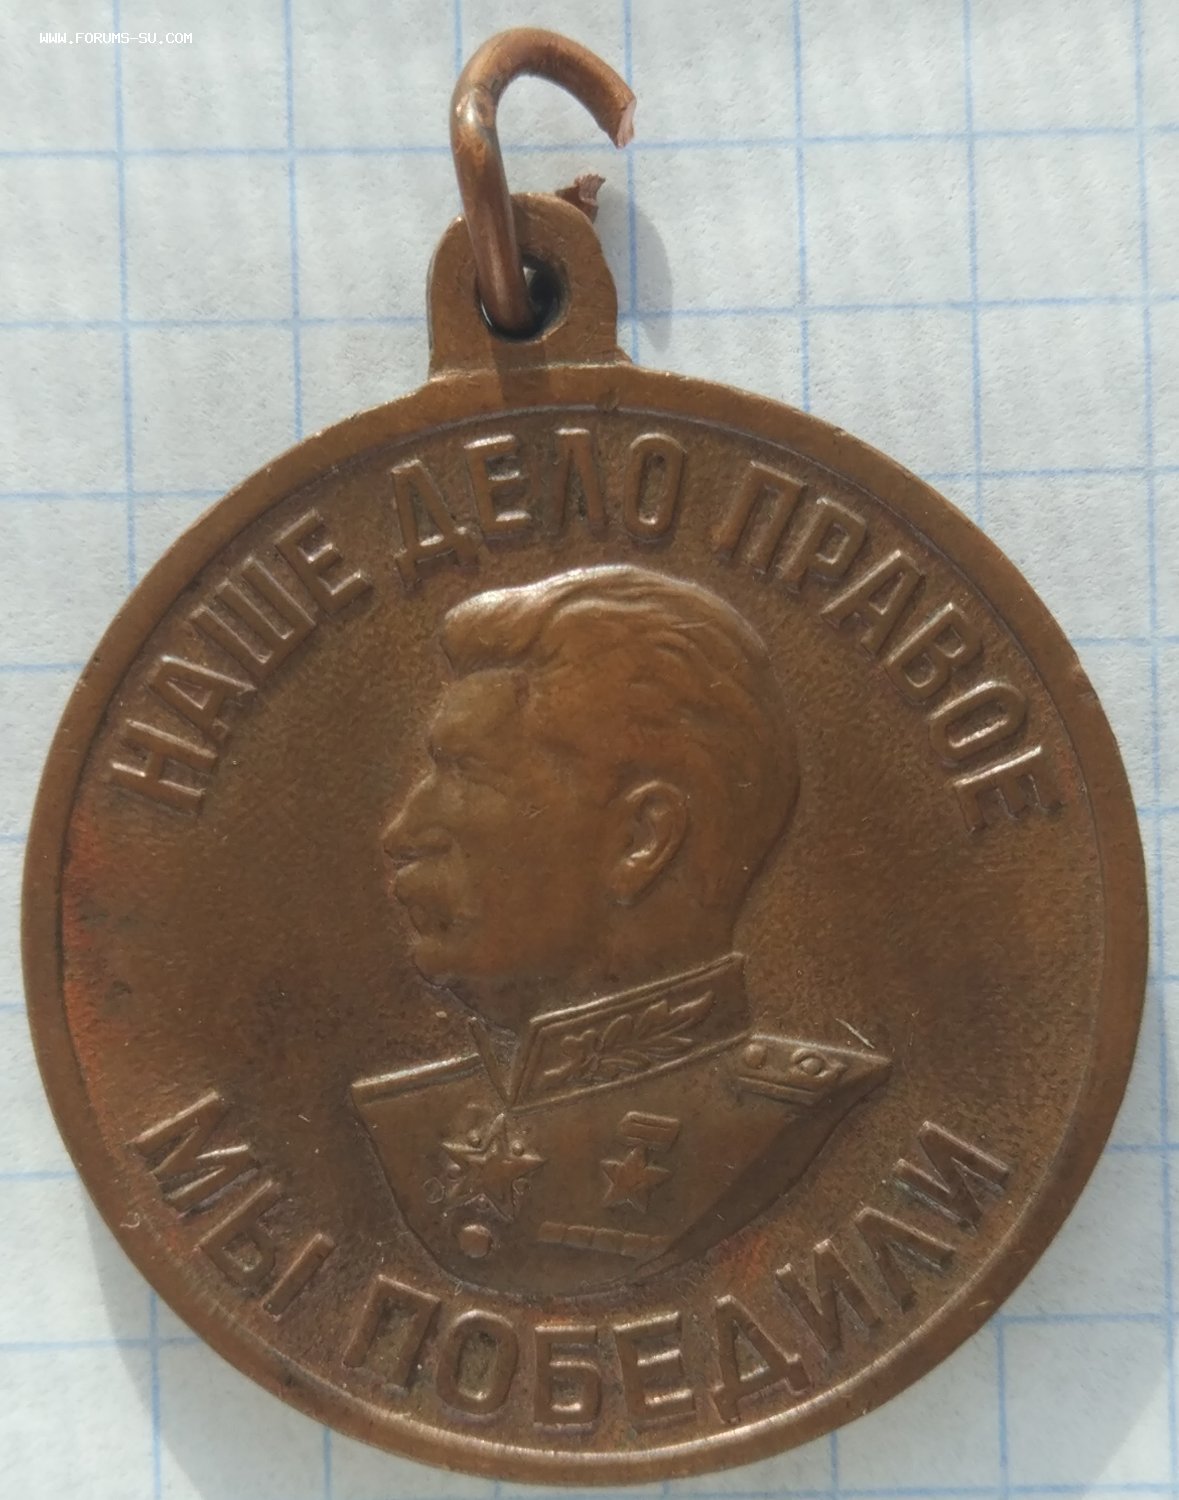 WWW.FORUMS-SU.COM
НАШЕ ДЕЛО ПРАВОЕ
МЫ ПОБЕДИЛИ